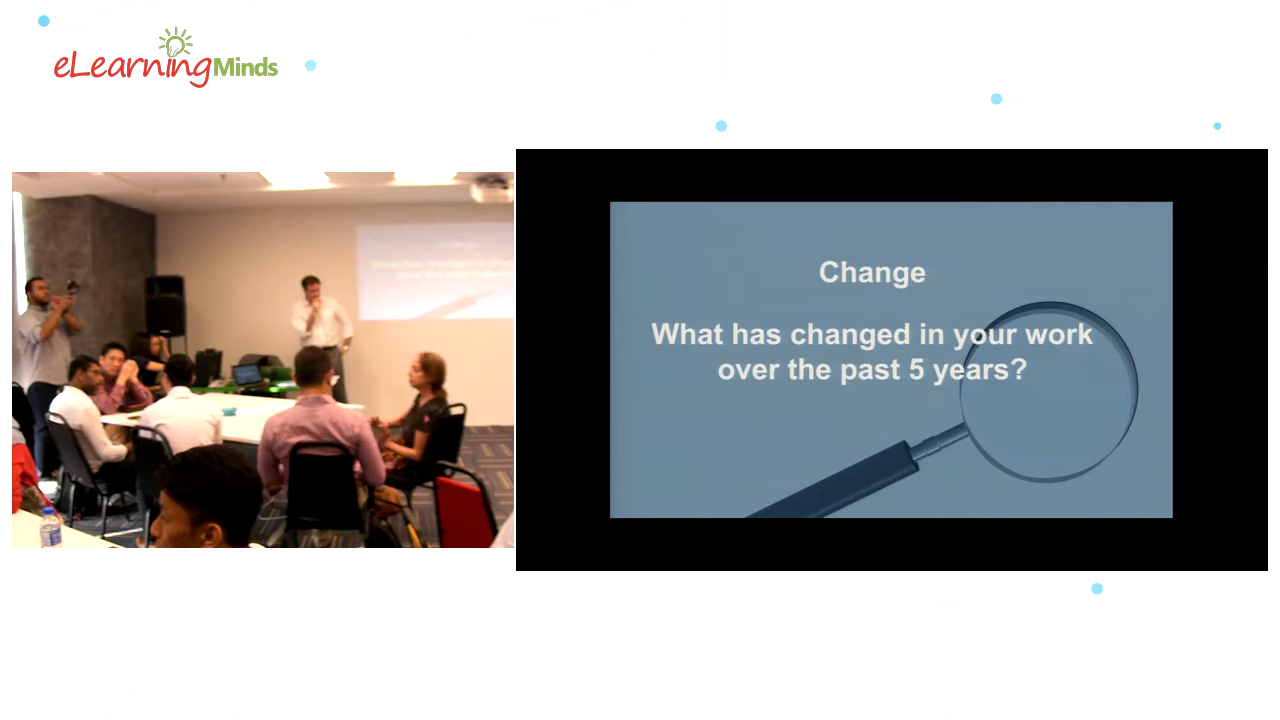 eLearningMinds
Change
What has changed in your work
over the past 5 years?